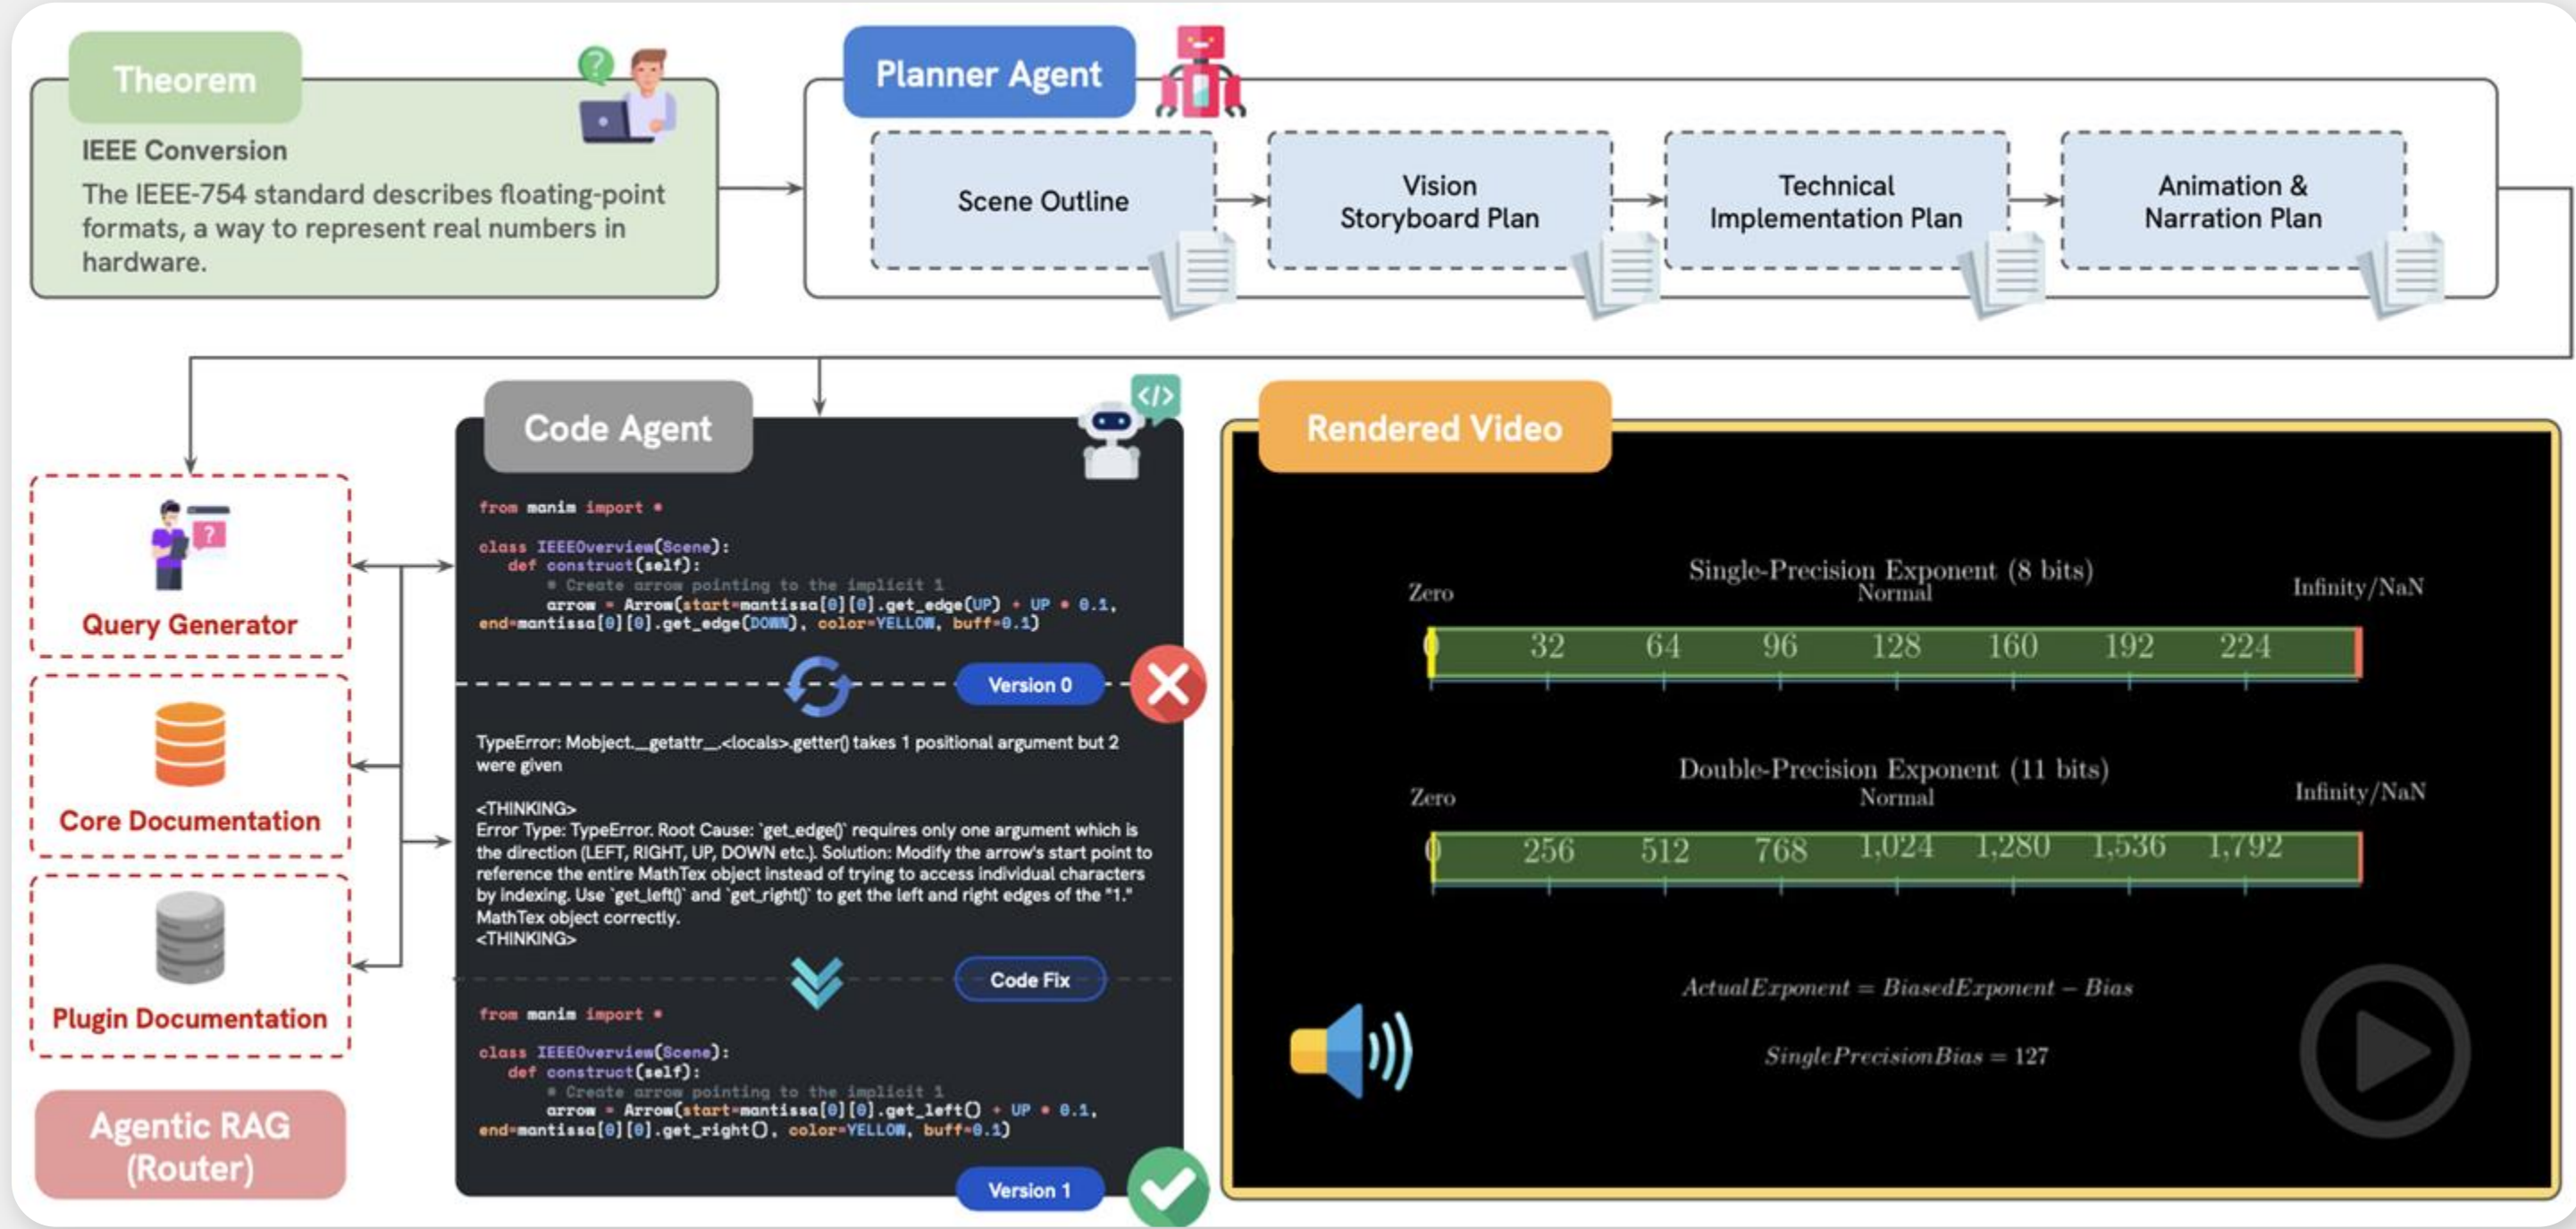 Theorem
IEEE Conversion
The IEEE-754 standard describes floating-point
formats, a way to represent real numbers in
hardware.
?
Planner Agent
Scene Outline
Vision
Storyboard Plan
Technical
Implementation Plan
Animation &
Narration Plan
?
Query Generator
Core Documentation
Plugin Documentation
Agentic RAG
(Router)
Code Agent
</>
from manim import *
class IEEEOverview(Scene):
def construct(self):
# Create arrow pointing to the implicit 1
arrow = Arrow(start=mantissa[0][0].get_edge(UP) + UP * 0.1,
end=mantissa[0][0].get_edge(DOWN), color=YELLOW, buff=0.1)
Version 0
TypeError: Mobject.__getattr__.<locals>.getter() takes 1 positional argument but 2
were given
<THINKING>
Error Type: TypeError. Root Cause: `get_edge()` requires only one argument which is
the direction (LEFT, RIGHT, UP, DOWN etc.). Solution: Modify the arrow's start point to
reference the entire MathTex object instead of trying to access individual characters
by indexing. Use `get_left()` and `get_right()` to get the left and right edges of the "1."
MathTex object correctly.
<THINKING>
Code Fix
from manim import *
class IEEEOverview(Scene):
def construct(self):
# Create arrow pointing to the implicit 1
arrow = Arrow(start=mantissa[0][0].get_left() + UP * 0.1,
end=mantissa[0][0].get_right(), color=YELLOW, buff=0.1)
Version 1
Rendered Video
Single-Precision Exponent (8 bits)
Zero Normal Infinity/NaN
0 32 64 96 128 160 192 224
Double-Precision Exponent (11 bits)
Zero Normal Infinity/NaN
0 256 512 768 1,024 1,280 1,536 1,792
ActualExponent = BiasedExponent − Bias
SinglePrecisionBias = 127